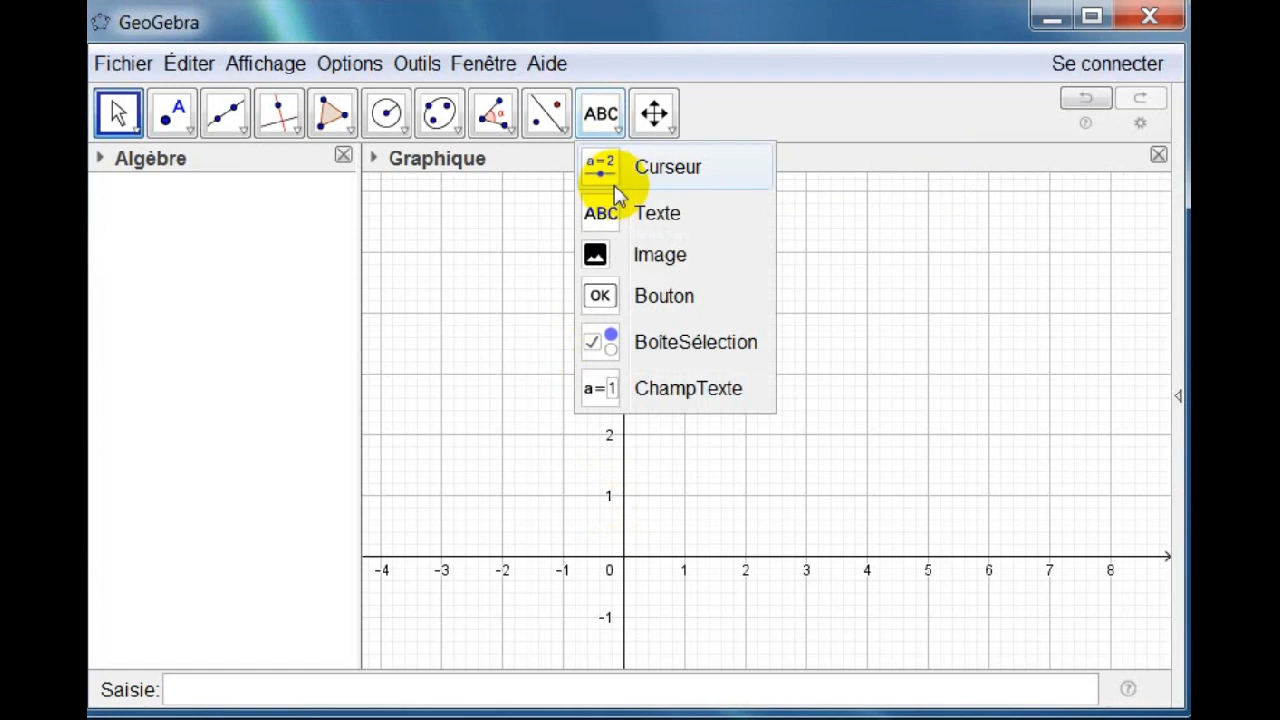 GeoGebra
Fichier Éditer Affichage Options Outils Fenêtre Aide Se connecter
A α ABC
Algèbre
Graphique
a=2 Curseur
ABC Texte
Image
OK Bouton
BoîteSélection
a=1 ChampTexte
2
1
-4 -3 -2 -1 0 1 2 3 4 5 6 7 8
-1
Saisie: